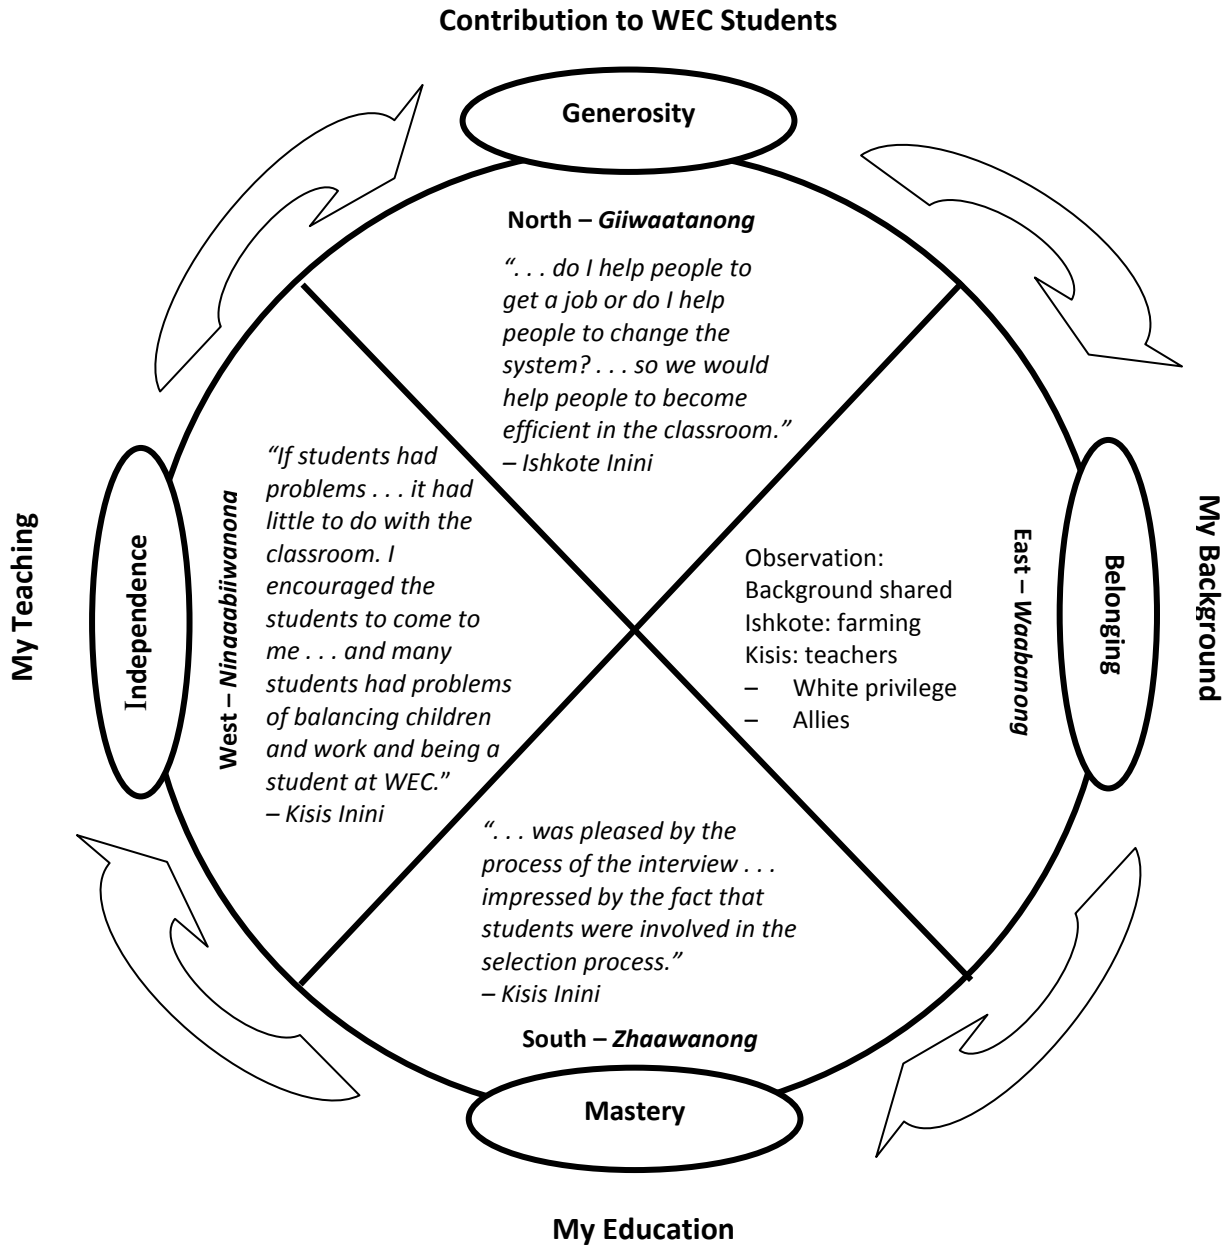 Contribution to WEC Students
Generosity
North – Giiwaatanong
“. . . do I help people to
get a job or do I help
people to change the
system? . . . so we would
help people to become
efficient in the classroom.”
– Ishkote Inini
My Teaching
Independence
West – Ninaaabiiwanona
“If students had
problems . . . it had
little to do with the
classroom. I
encouraged the
students to come to
me . . . and many
students had problems
of balancing children
and work and being a
student at WEC.”
– Kisis Inini
Observation:
Background shared
Ishkote: farming
Kisis: teachers
– White privilege
– Allies
East – Waabanong
Belonging
My Background
“. . . was pleased by the
process of the interview . . .
impressed by the fact that
students were involved in the
selection process.”
– Kisis Inini
South – Zhaawanong
Mastery
My Education